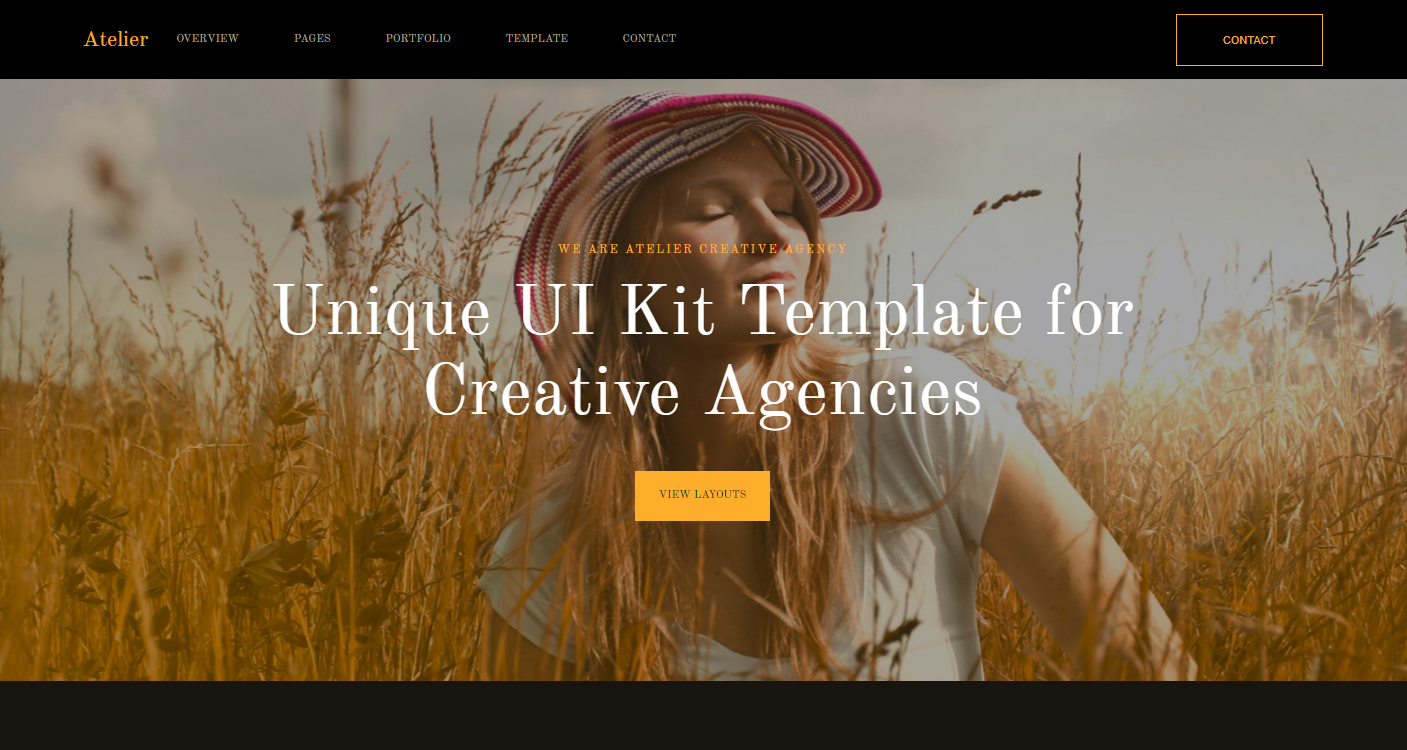 Atelier
OVERVIEW
PAGES
PORTFOLIO
TEMPLATE
CONTACT
CONTACT
WE ARE ATELIER CREATIVE AGENCY
Unique UI Kit Template for
Creative Agencies
VIEW LAYOUTS